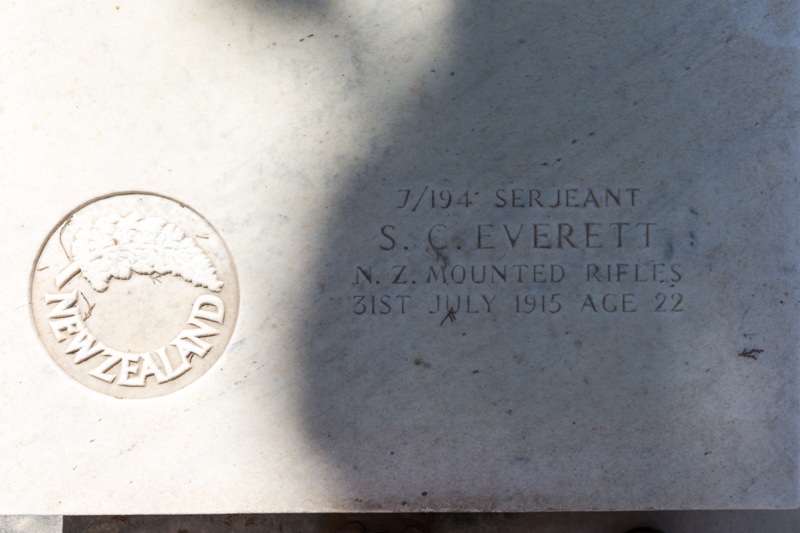 NEW ZEALAND
7/194 SERJEANT
S. C. EVERETT
N. Z. MOUNTED RIFLES
31ST JULY 1915 AGE 22